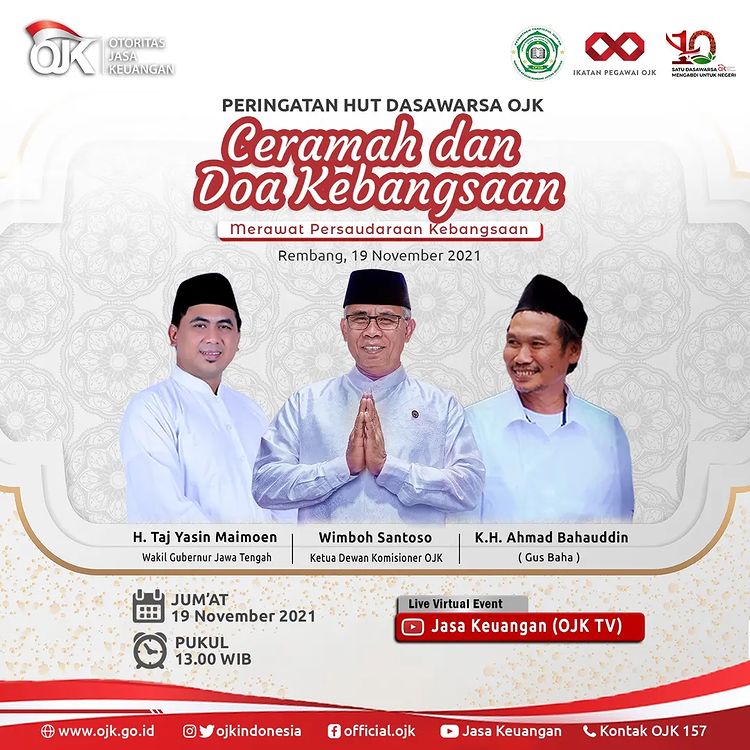 OJK
OTORITAS
JASA
KEUANGAN
IKATAN PEGAWAI OJK
10
SATU DASAWARSA
MENGABDI UNTUK NEGERI
PERINGATAN HUT DASAWARSA OJK
Ceramah dan
Doa Kebangsaan
Merawat Persaudaraan Kebangsaan
Rembang, 19 November 2021
H. Taj Yasin Maimoen
Wakil Gubernur Jawa Tengah
Wimboh Santoso
Ketua Dewan Komisioner OJK
K.H. Ahmad Bahauddin
( Gus Baha )
JUM'AT
19 November 2021
PUKUL
13.00 WIB
Live Virtual Event
Jasa Keuangan (OJK TV)
www.ojk.go.id
ojkindonesia
official.ojk
Jasa Keuangan
Kontak OJK 157